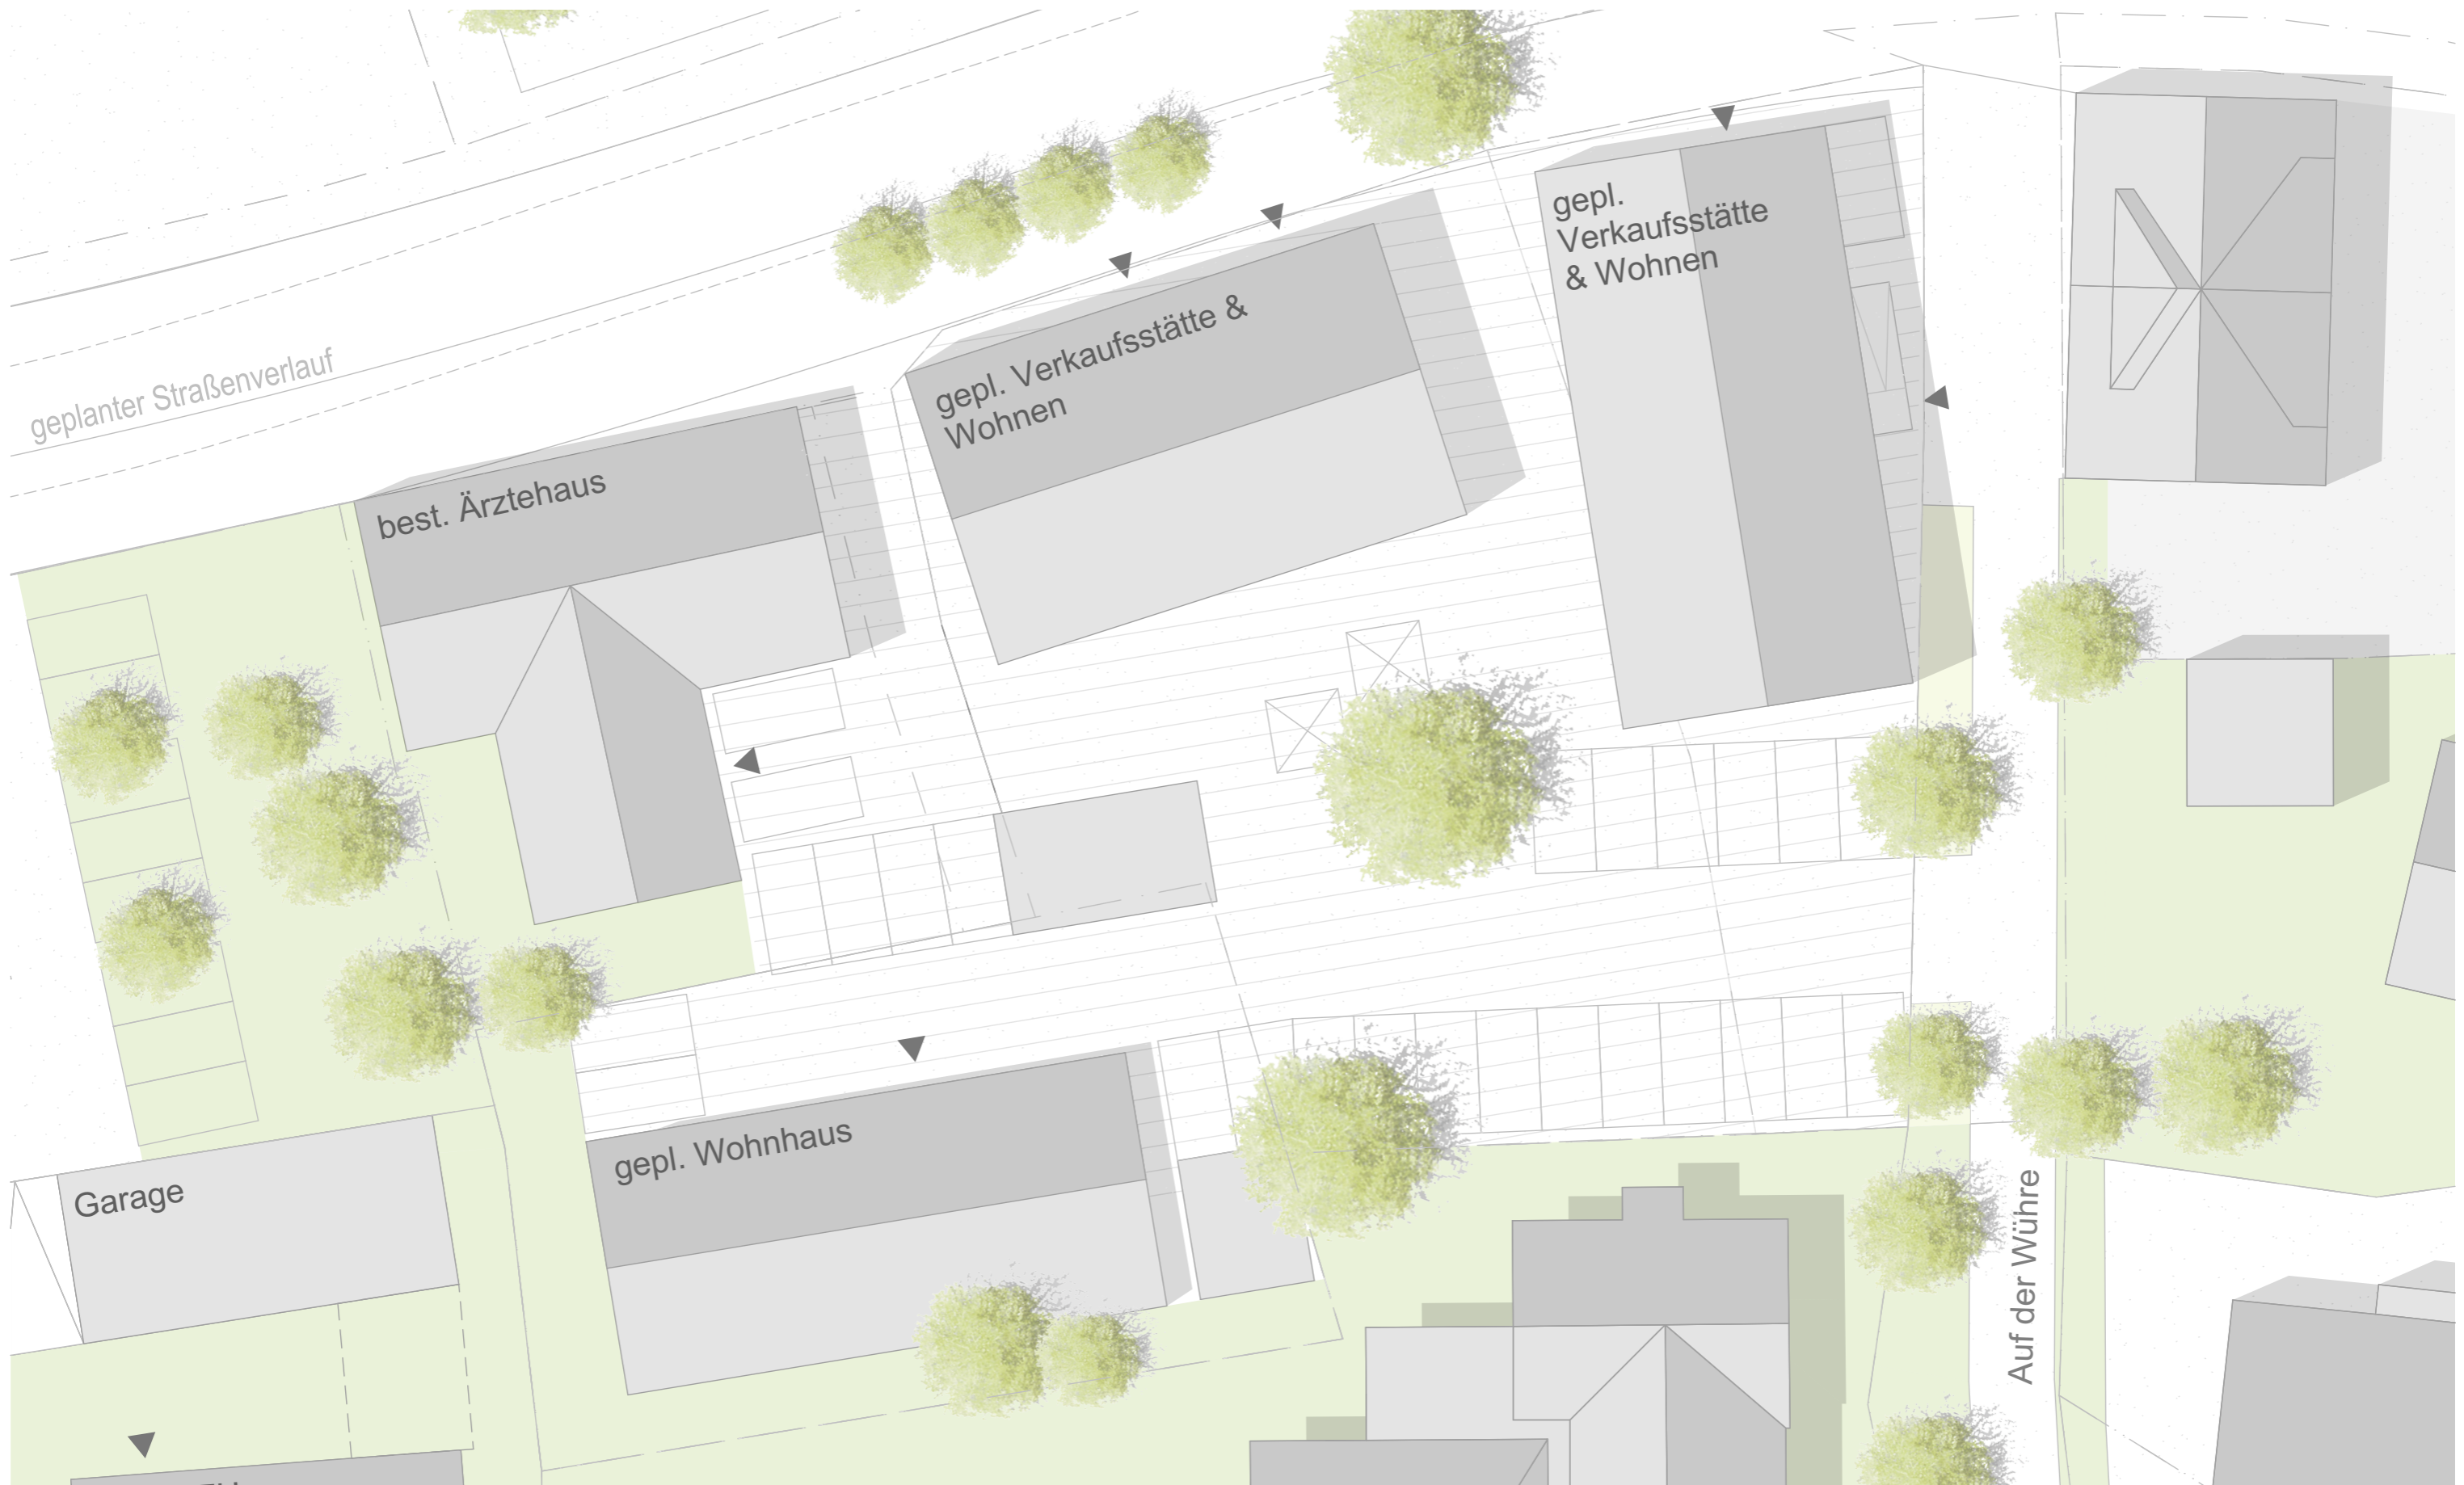 gepl.
Verkaufsstätte
& Wohnen
gepl. Verkaufsstätte &
Wohnen
geplanter Straßenverlauf
best. Ärztehaus
gepl. Wohnhaus
Garage
Auf der Wühre